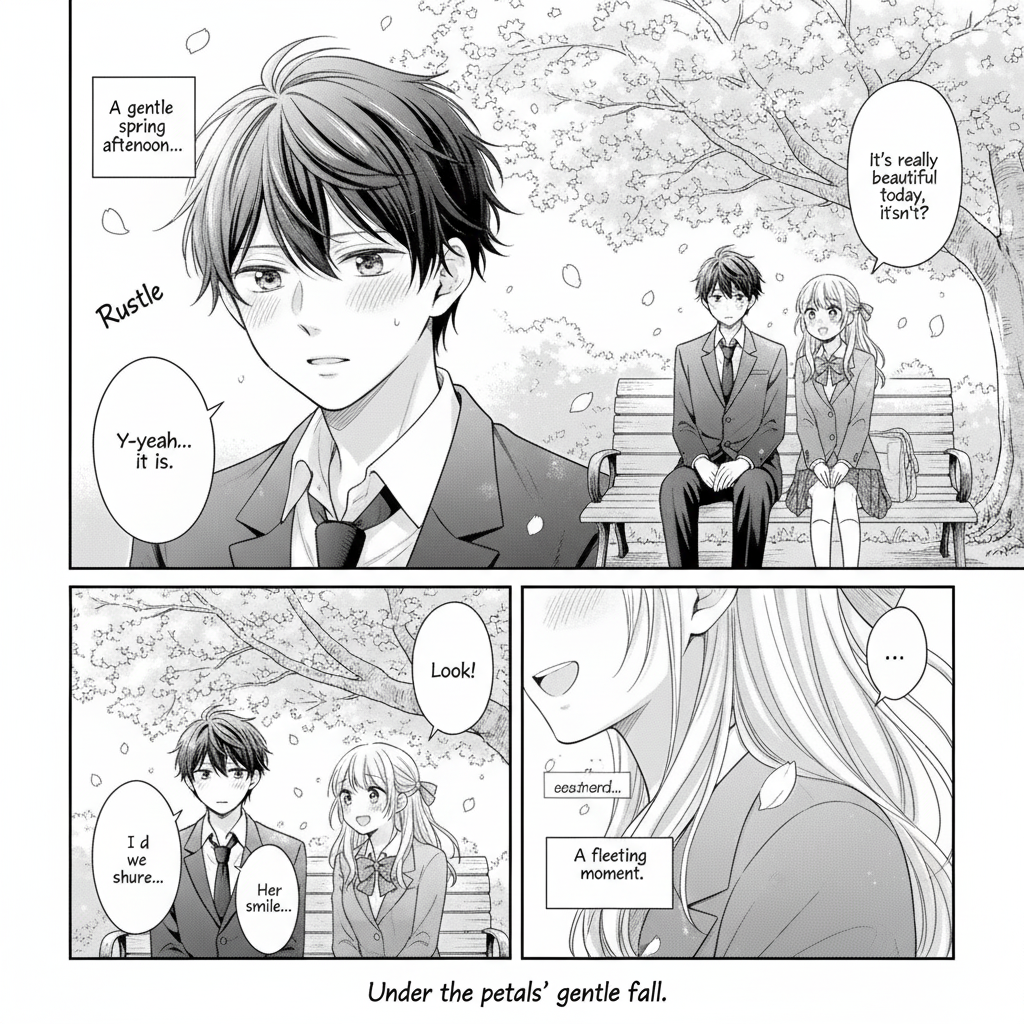 A gentle
spring
aftenoon...
Rustle
Y-yeah...
it is.
It's really
beautiful
today,
itsn't?
I d
we
shure...
Her
smile...
Look!
...
A fleeting
moment.
Under the petals' gentle fall.